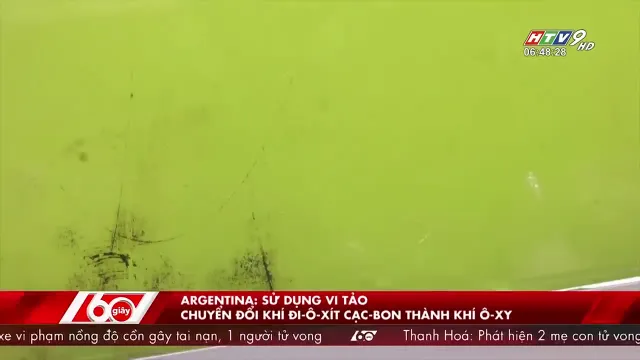 HTV9 HD
06:48:28
60 giây
ARGENTINA: SỬ DỤNG VI TẢO
CHUYỂN ĐỔI KHÍ ĐI-Ô-XÍT CẠC-BON THÀNH KHÍ Ô-XY
xe vi phạm nồng độ cồn gây tai nạn, 1 người tử vong
60
Thanh Hoá: Phát hiện 2 mẹ con tử vong